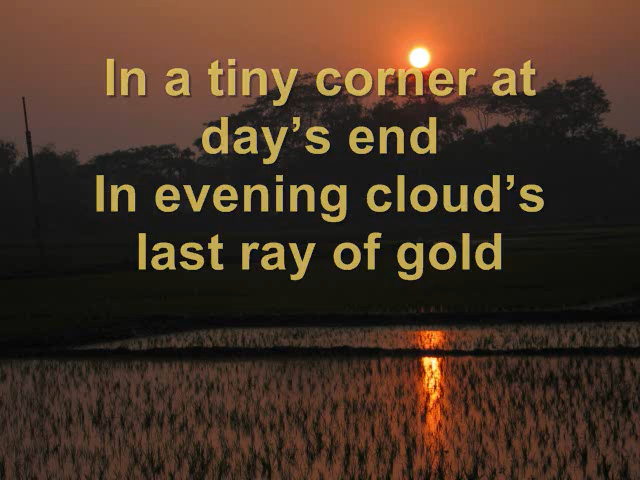 In a tiny corner at
day’s end
In evening cloud’s
last ray of gold